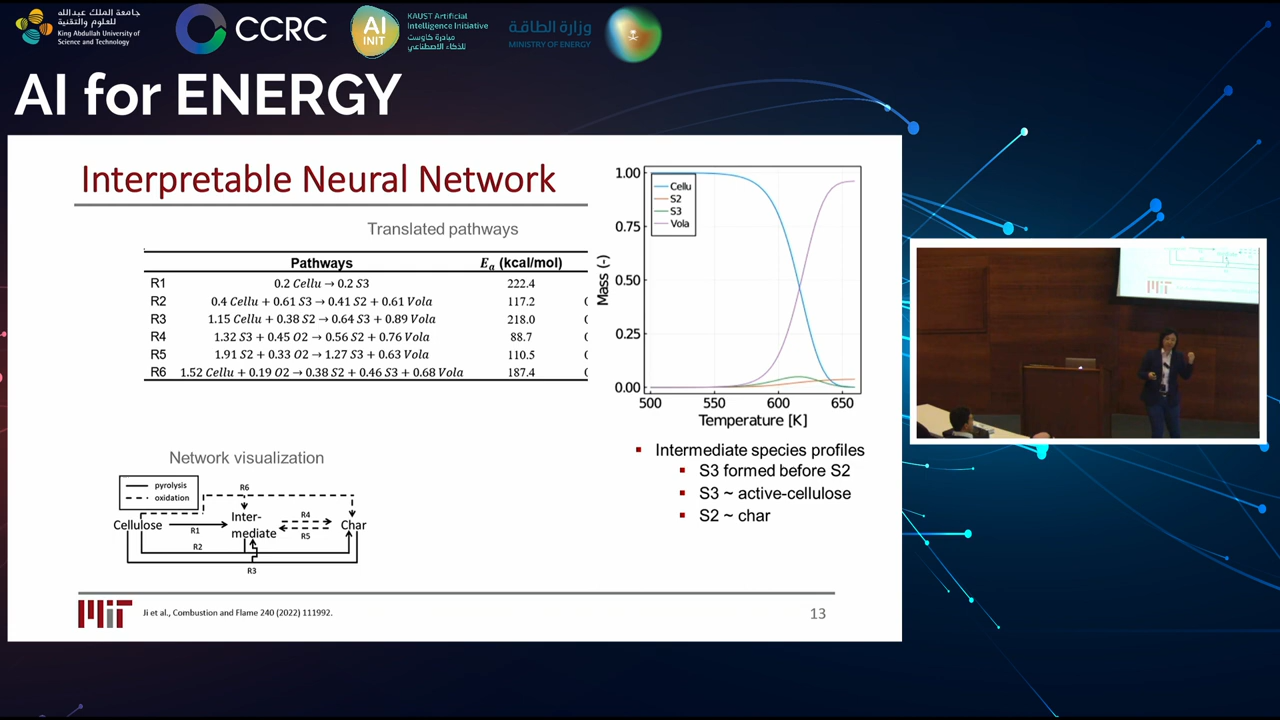 جامعة الملك عبدالله
للعلوم والتقنية
King Abdullah University of
Science and Technology
CCRC
AI
INIT
KAUST Artificial
Intelligence Initiative
مبادرة كاوست
للذكاء الاصطناعي
وزارة الطاقة
MINISTRY OF ENERGY
AI for ENERGY
Interpretable Neural Network
Translated pathways
Pathways Eₐ (kcal/mol)
R1 0.2 Cellu → 0.2 S3 222.4
R2 0.4 Cellu + 0.61 S3 → 0.41 S2 + 0.61 Vola 117.2
R3 1.15 Cellu + 0.38 S2 → 0.64 S3 + 0.89 Vola 218.0
R4 1.32 S3 + 0.45 O2 → 0.56 S2 + 0.76 Vola 88.7
R5 1.91 S2 + 0.33 O2 → 1.27 S3 + 0.63 Vola 110.5
R6 1.52 Cellu + 0.19 O2 → 0.38 S2 + 0.46 S3 + 0.68 Vola 187.4
Mass (-)
1.00
0.75
0.50
0.25
0.00
Cellu
S2
S3
Vola
500 550 600 650
Temperature [K]
▪ Intermediate species profiles
▪ S3 formed before S2
▪ S3 ~ active-cellulose
▪ S2 ~ char
Network visualization
pyrolysis
oxidation
R6
Cellulose
R1
Inter-
mediate
R4
R5
Char
R2
R3
MIT
Ji et al., Combustion and Flame 240 (2022) 111992.
13